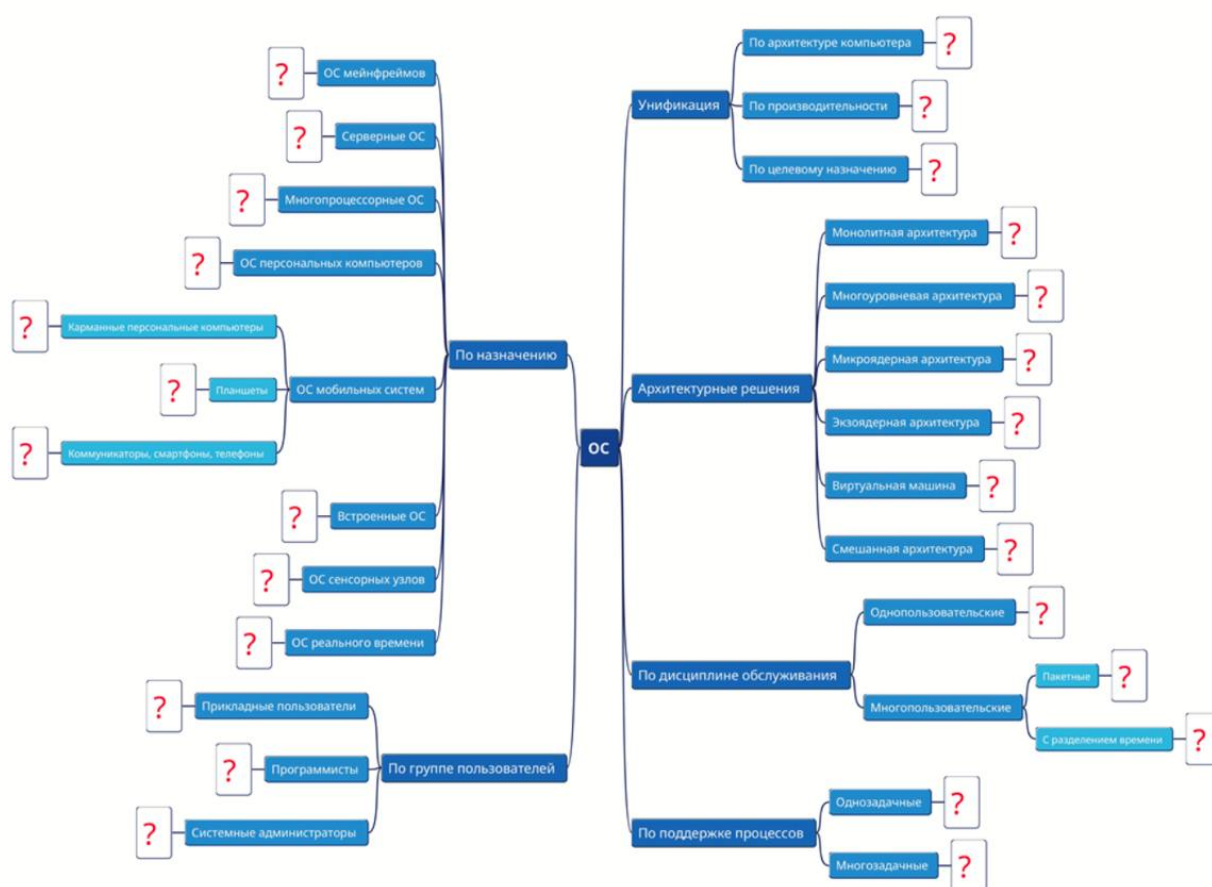 ОС
По назначению
ОС мейнфреймов
?
Серверные ОС
?
Многопроцессорные ОС
?
ОС персональных компьютеров
?
ОС мобильных систем
Карманные персональные компьютеры
?
Планшеты
?
Коммуникаторы, смартфоны, телефоны
?
Встроенные ОС
?
ОС сенсорных узлов
?
ОС реального времени
?
По группе пользователей
Прикладные пользователи
?
Программисты
?
Системные администраторы
?
Унификация
По архитектуре компьютера
?
По производительности
?
По целевому назначению
?
Архитектурные решения
Монолитная архитектура
?
Многоуровневая архитектура
?
Микроядерная архитектура
?
Экзоядерная архитектура
?
Виртуальная машина
?
Смешанная архитектура
?
По дисциплине обслуживания
Однопользовательские
?
Многопользовательские
Пакетные
?
С разделением времени
?
По поддержке процессов
Однозадачные
?
Многозадачные
?